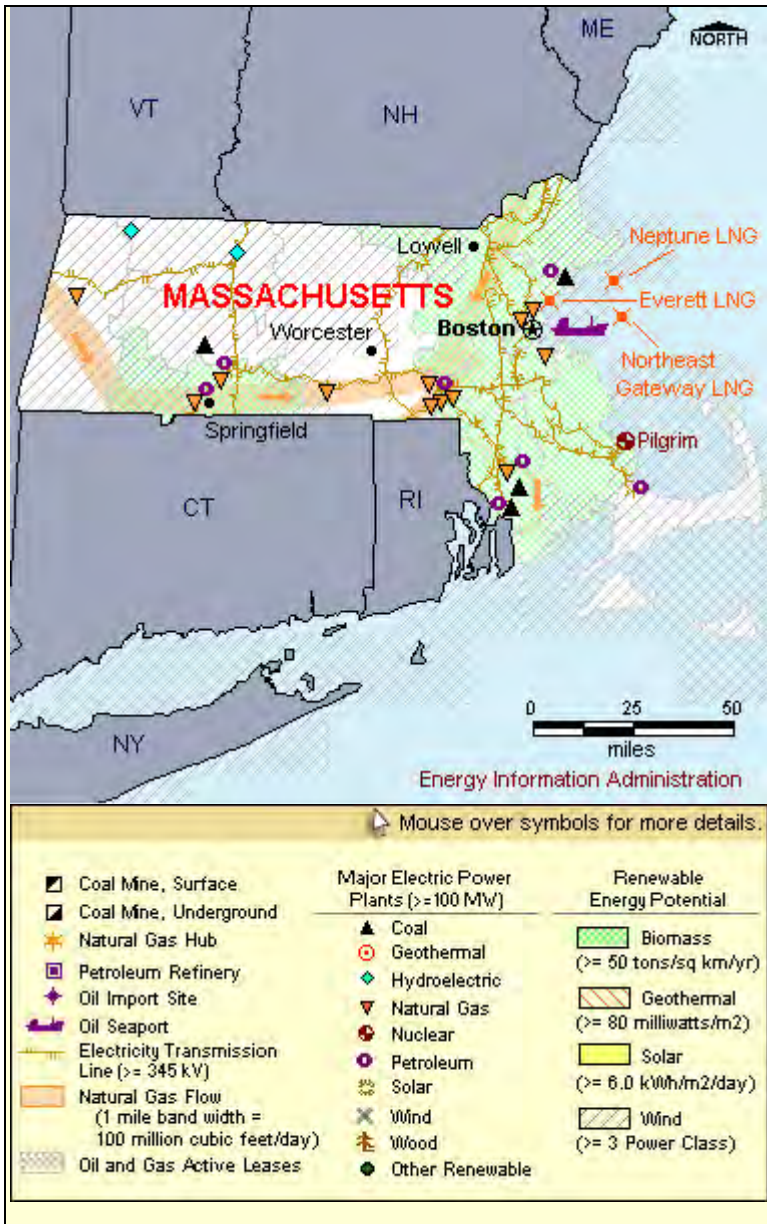 ME
NORTH
VT
NH
Lowell
Neptune LNG
MASSACHUSETTS
Everett LNG
Worcester
Boston
Northeast
Gateway LNG
Springfield
Pilgrim
CT
RI
0 25 50
miles
NY
Energy Information Administration
Mouse over symbols for more details.
Coal Mine, Surface
Coal Mine, Underground
Natural Gas Hub
Petroleum Refinery
Oil Import Site
Oil Seaport
Electricity Transmission
Line (>= 345 kV)
Natural Gas Flow
(1 mile band width =
100 million cubic feet/day)
Oil and Gas Active Leases
Major Electric Power
Plants (>=100 MW)
Coal
Geothermal
Hydroelectric
Natural Gas
Nuclear
Petroleum
Solar
Wind
Wood
Other Renewable
Renewable
Energy Potential
Biomass
(>= 50 tons/sq km/yr)
Geothermal
(>= 80 milliwatts/m2)
Solar
(>= 6.0 kWh/m2/day)
Wind
(>= 3 Power Class)